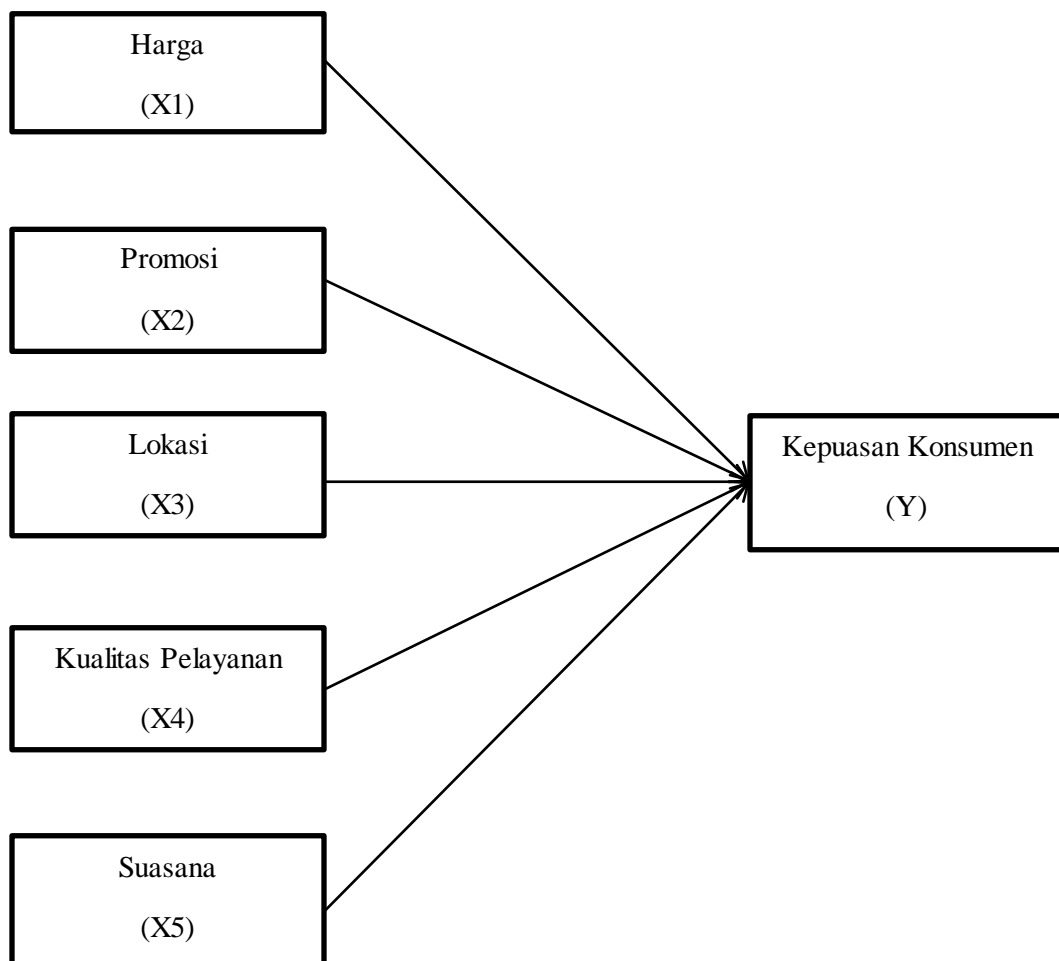 Harga
(X1)
Promosi
(X2)
Lokasi
(X3)
Kepuasan Konsumen
(Y)
Kualitas Pelayanan
(X4)
Suasana
(X5)